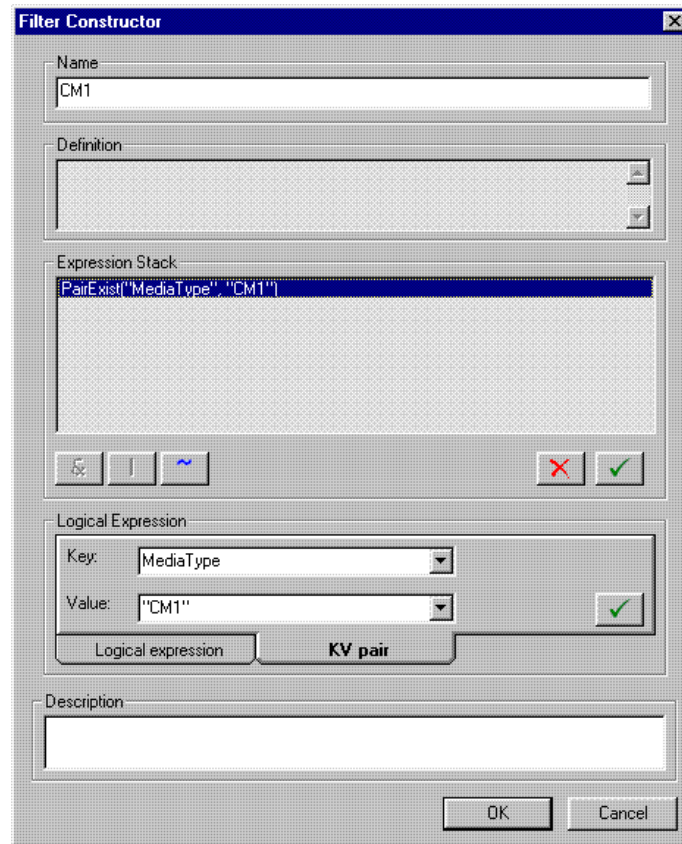 Filter Constructor
Name
CM1
Definition
Expression Stack
PairExist("MediaType", "CM1")
& | ~
Logical Expression
Key: MediaType
Value: "CM1"
Logical expression KV pair
Description
OK Cancel